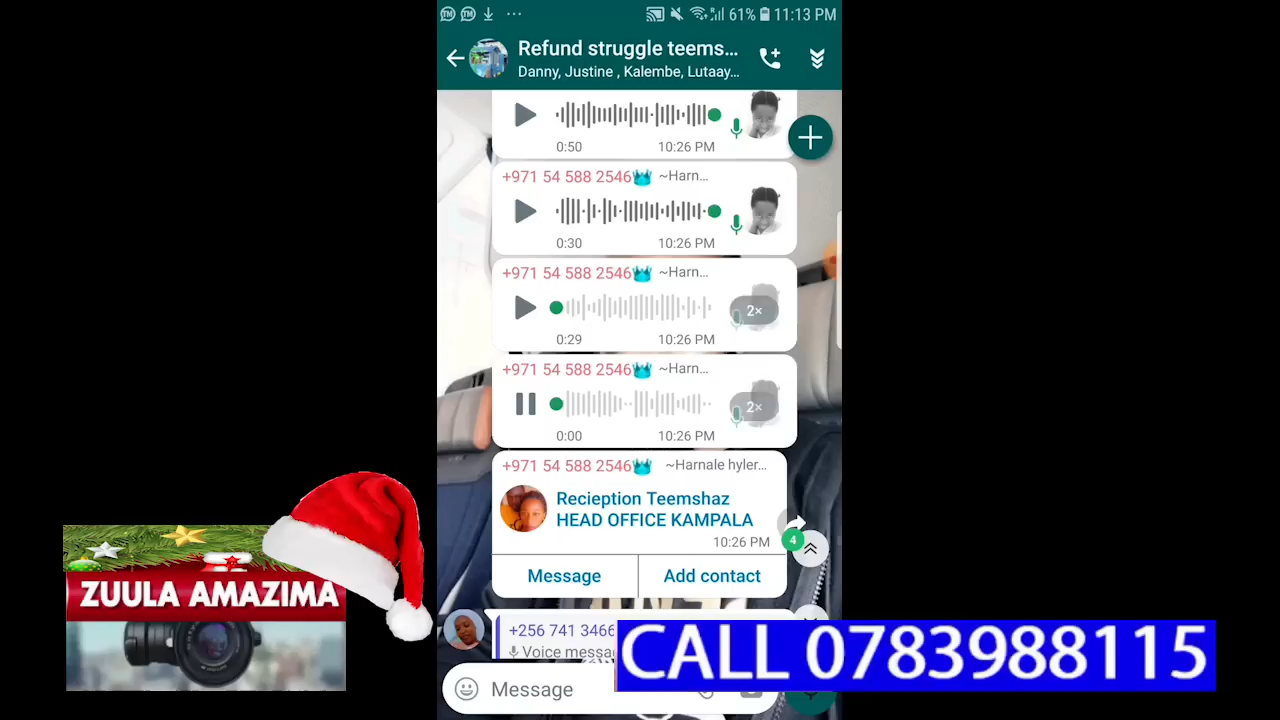 61% 11:13 PM
Refund struggle teems...
Danny, Justine , Kalembe, Lutaay...
0:50 10:26 PM
+971 54 588 2546 ~Harn...
0:30 10:26 PM
+971 54 588 2546 ~Harn...
2×
0:29 10:26 PM
+971 54 588 2546 ~Harn...
2×
0:00 10:26 PM
+971 54 588 2546 ~Harnale hyler...
Recieption Teemshaz
HEAD OFFICE KAMPALA
10:26 PM
4
Message Add contact
+256 741 3466
Voice messa
Message
ZUULA AMAZIMA
CALL 0783988115